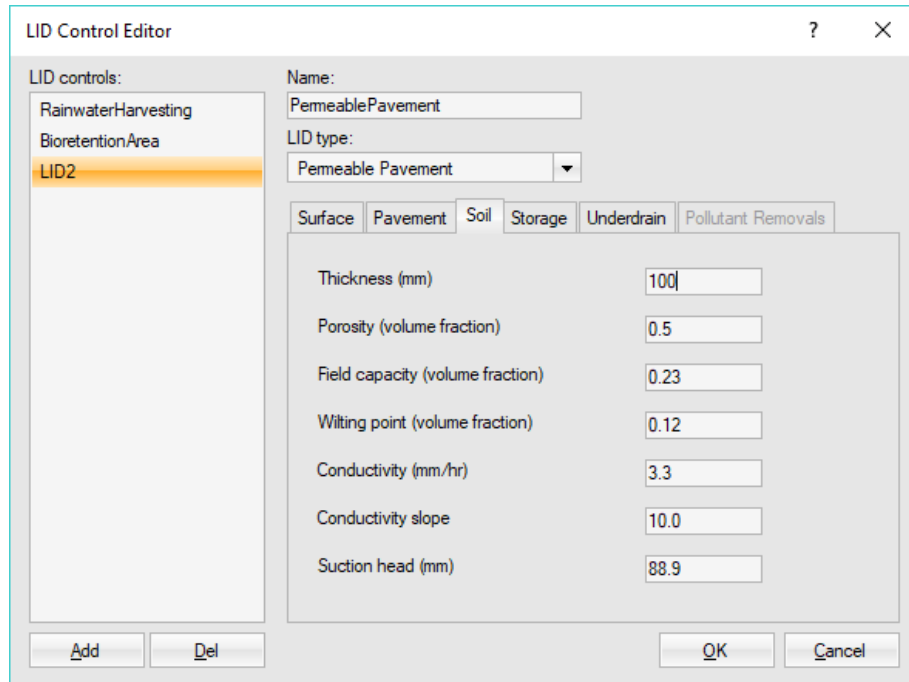 LID Control Editor
?
LID controls:
RainwaterHarvesting
BioretentionArea
LID2
Name:
PermeablePavement
LID type:
Permeable Pavement
Surface Pavement Soil Storage Underdrain Pollutant Removals
Thickness (mm) 100
Porosity (volume fraction) 0.5
Field capacity (volume fraction) 0.23
Wilting point (volume fraction) 0.12
Conductivity (mm/hr) 3.3
Conductivity slope 10.0
Suction head (mm) 88.9
Add Del OK Cancel